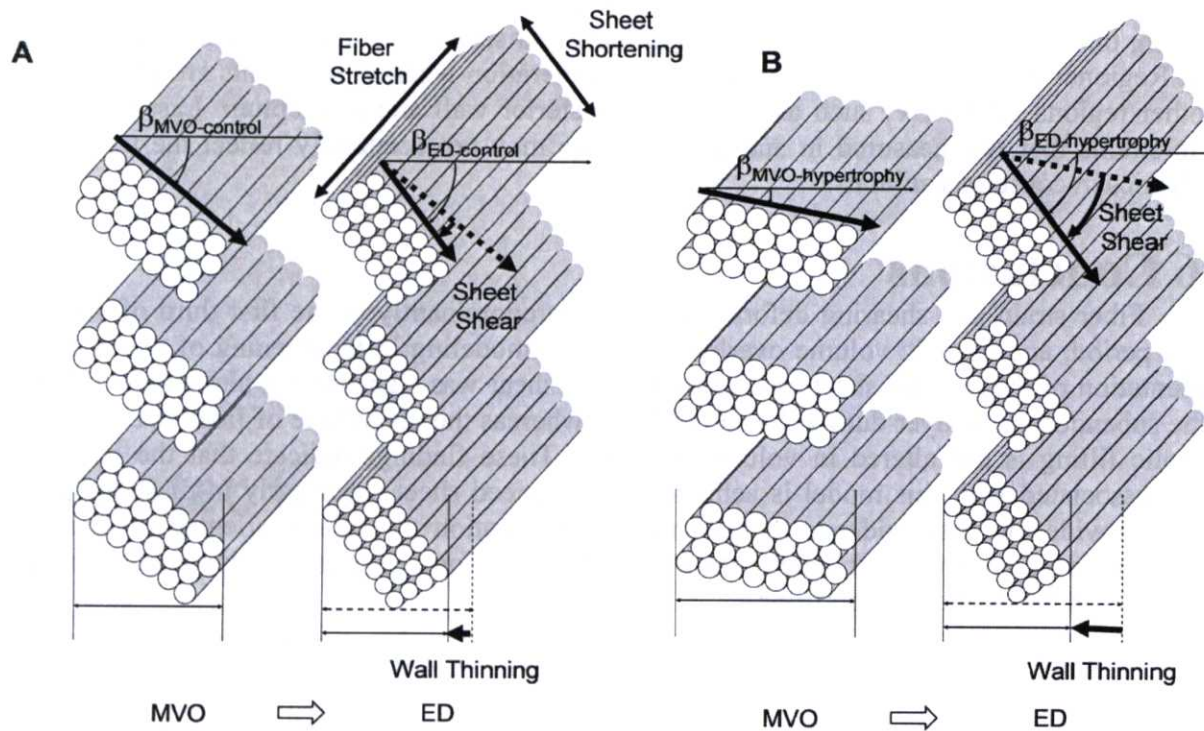 A
Fiber
Stretch
Sheet
Shortening
βMVO-control
βED-control
Sheet
Shear
Wall Thinning
MVO ⇨ ED
B
βMVO-hypertrophy
βED-hypertrophy
Sheet
Shear
Wall Thinning
MVO ⇨ ED